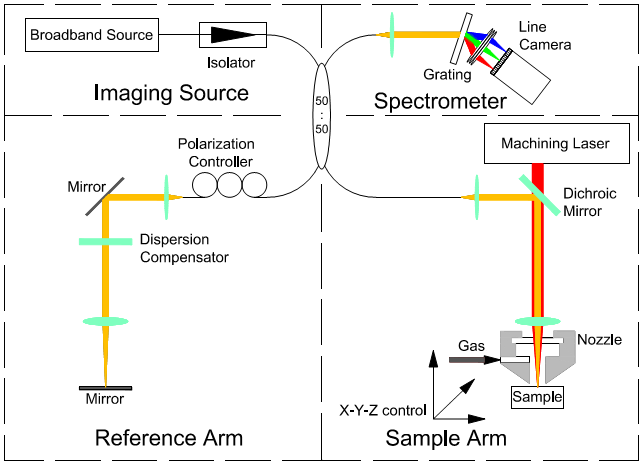 Broadband Source
Isolator
Imaging Source
50
:
50
Line
Camera
Grating
Spectrometer
Polarization
Controller
Mirror
Dispersion
Compensator
Mirror
Reference Arm
Machining Laser
Dichroic
Mirror
Nozzle
Gas
Sample
X-Y-Z control
Sample Arm